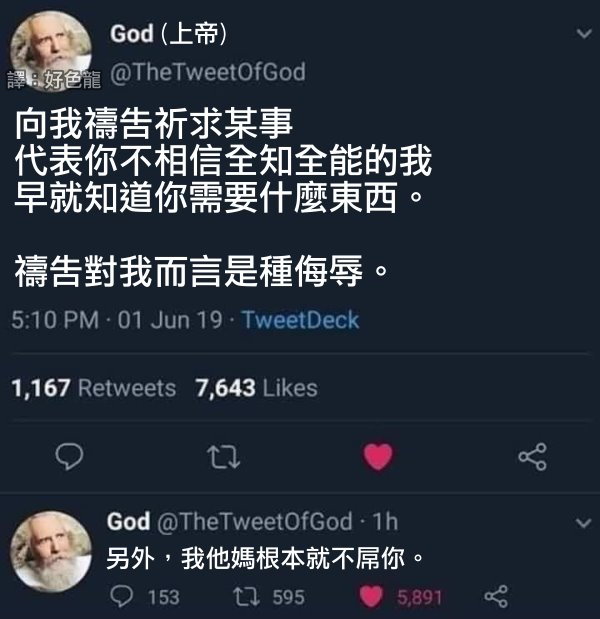 God (上帝)
譯：好色龍
@TheTweetOfGod
向我禱告祈求某事
代表你不相信全知全能的我
早就知道你需要什麼東西。
禱告對我而言是種侮辱。
5:10 PM · 01 Jun 19 · TweetDeck
1,167 Retweets 7,643 Likes
God @TheTweetOfGod · 1h
另外，我他媽根本就不屌你。
153 595 5,891